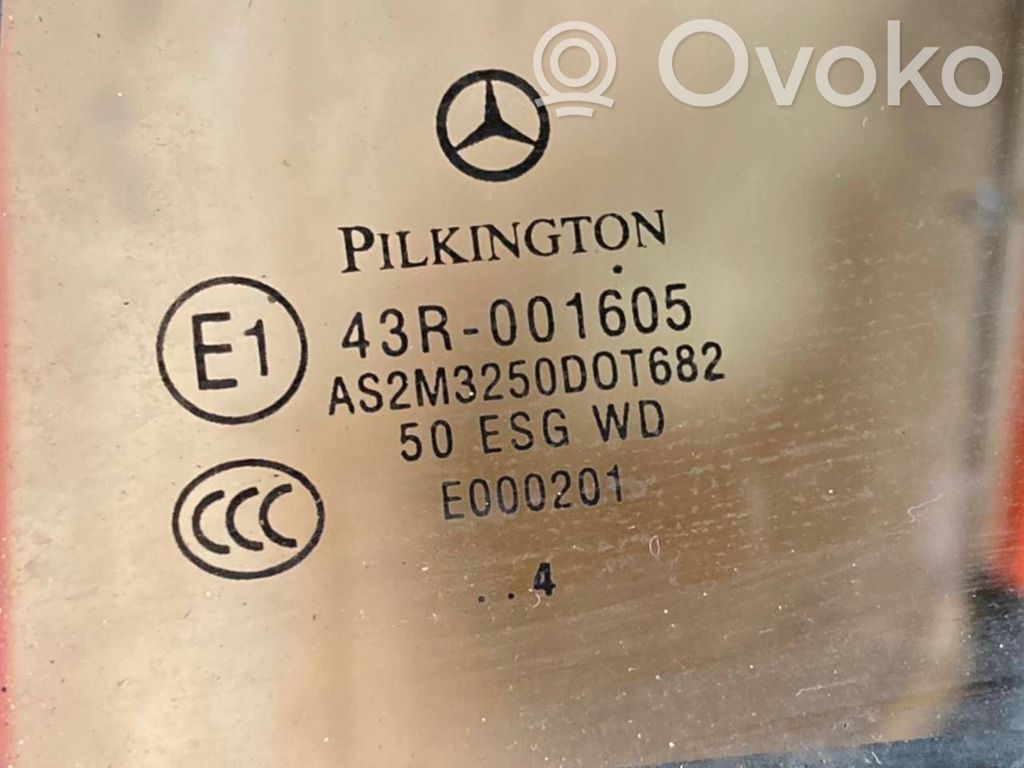 Ovoko
PILKINGTON
E1 43R-001605
AS2M3250DOT682
50 ESG WD
CCC E000201
. . 4